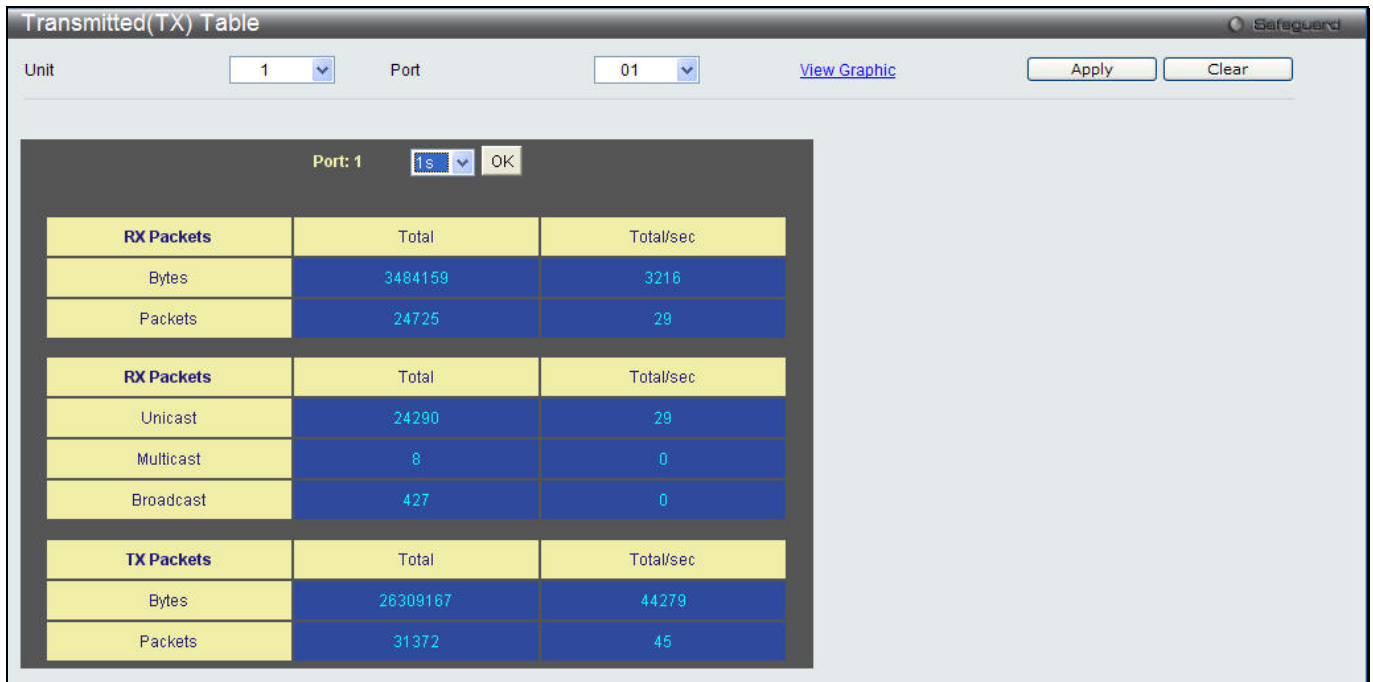 Transmitted(TX) Table
Safeguard
Unit 1 Port 01 View Graphic Apply Clear
Port: 1 1s OK
RX Packets Total Total/sec
Bytes 3484159 3216
Packets 24725 29
RX Packets Total Total/sec
Unicast 24290 29
Multicast 8 0
Broadcast 427 0
TX Packets Total Total/sec
Bytes 26309167 44279
Packets 31372 45